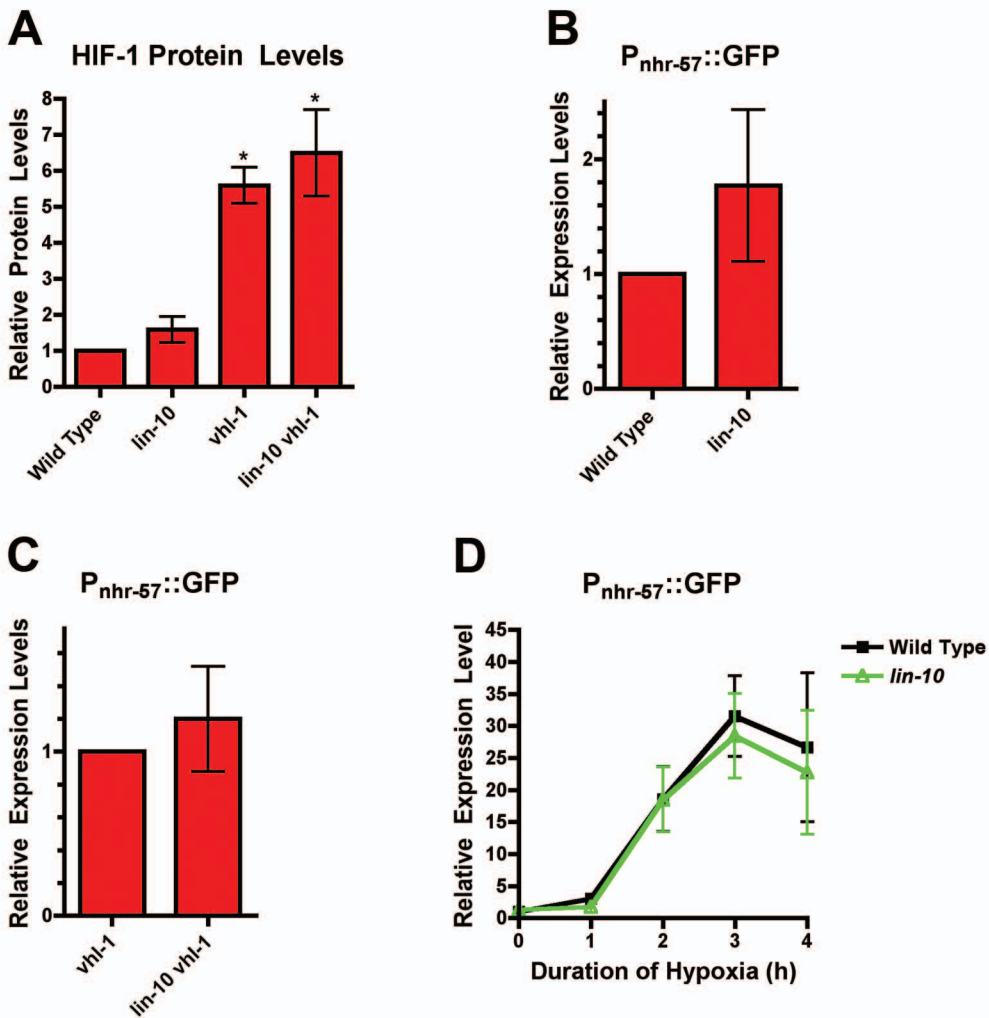 A
HIF-1 Protein Levels
Relative Protein Levels
8
7
6
5
4
3
2
1
0
*
*
Wild Type
lin-10
vhl-1
lin-10 vhl-1
B
Pnhr-57::GFP
Relative Expression Levels
2
1
0
Wild Type
lin-10
C
Pnhr-57::GFP
Relative Expression Levels
1
0
vhl-1
lin-10 vhl-1
D
Pnhr-57::GFP
Relative Expression Level
45
40
35
30
25
20
15
10
5
0
0 1 2 3 4
Duration of Hypoxia (h)
Wild Type
lin-10